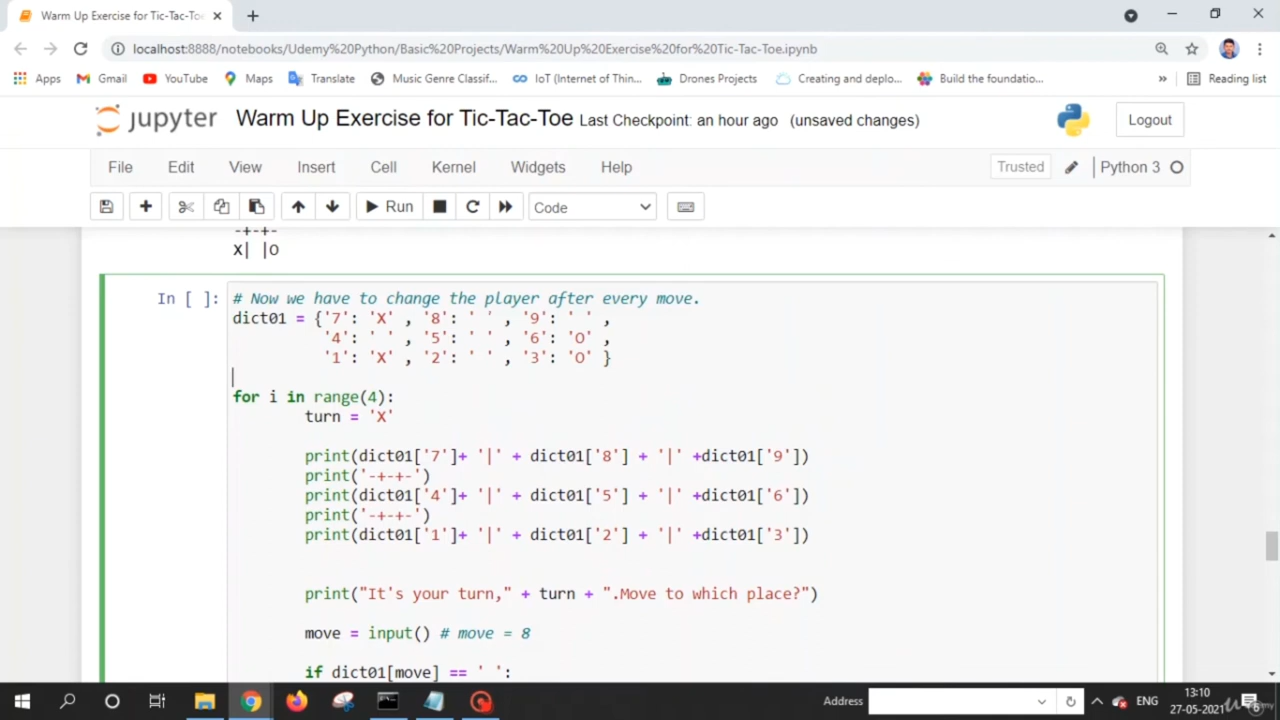 Warm Up Exercise for Tic-Tac-Toe
localhost:8888/notebooks/Udemy%20Python/Basic%20Projects/Warm%20Up%20Exercise%20for%20Tic-Tac-Toe.ipynb
Apps Gmail YouTube Maps Translate Music Genre Classif... IoT (Internet of Thin... Drones Projects Creating and deplo... Build the foundatio... » Reading list
jupyter Warm Up Exercise for Tic-Tac-Toe Last Checkpoint: an hour ago (unsaved changes) Logout
File Edit View Insert Cell Kernel Widgets Help Trusted Python 3
Run Code
-+-+-
X| |O
In [ ]: # Now we have to change the player after every move.
dict01 = {'7': 'X' , '8': ' ' , '9': ' ' ,
'4': ' ' , '5': ' ' , '6': 'O' ,
'1': 'X' , '2': ' ' , '3': 'O' }
for i in range(4):
turn = 'X'
print(dict01['7']+ '|' + dict01['8'] + '|' +dict01['9'])
print('-+-+-')
print(dict01['4']+ '|' + dict01['5'] + '|' +dict01['6'])
print('-+-+-')
print(dict01['1']+ '|' + dict01['2'] + '|' +dict01['3'])
print("It's your turn," + turn + ".Move to which place?")
move = input() # move = 8
if dict01[move] == ' ':
Address ENG 13:10
27-05-2021